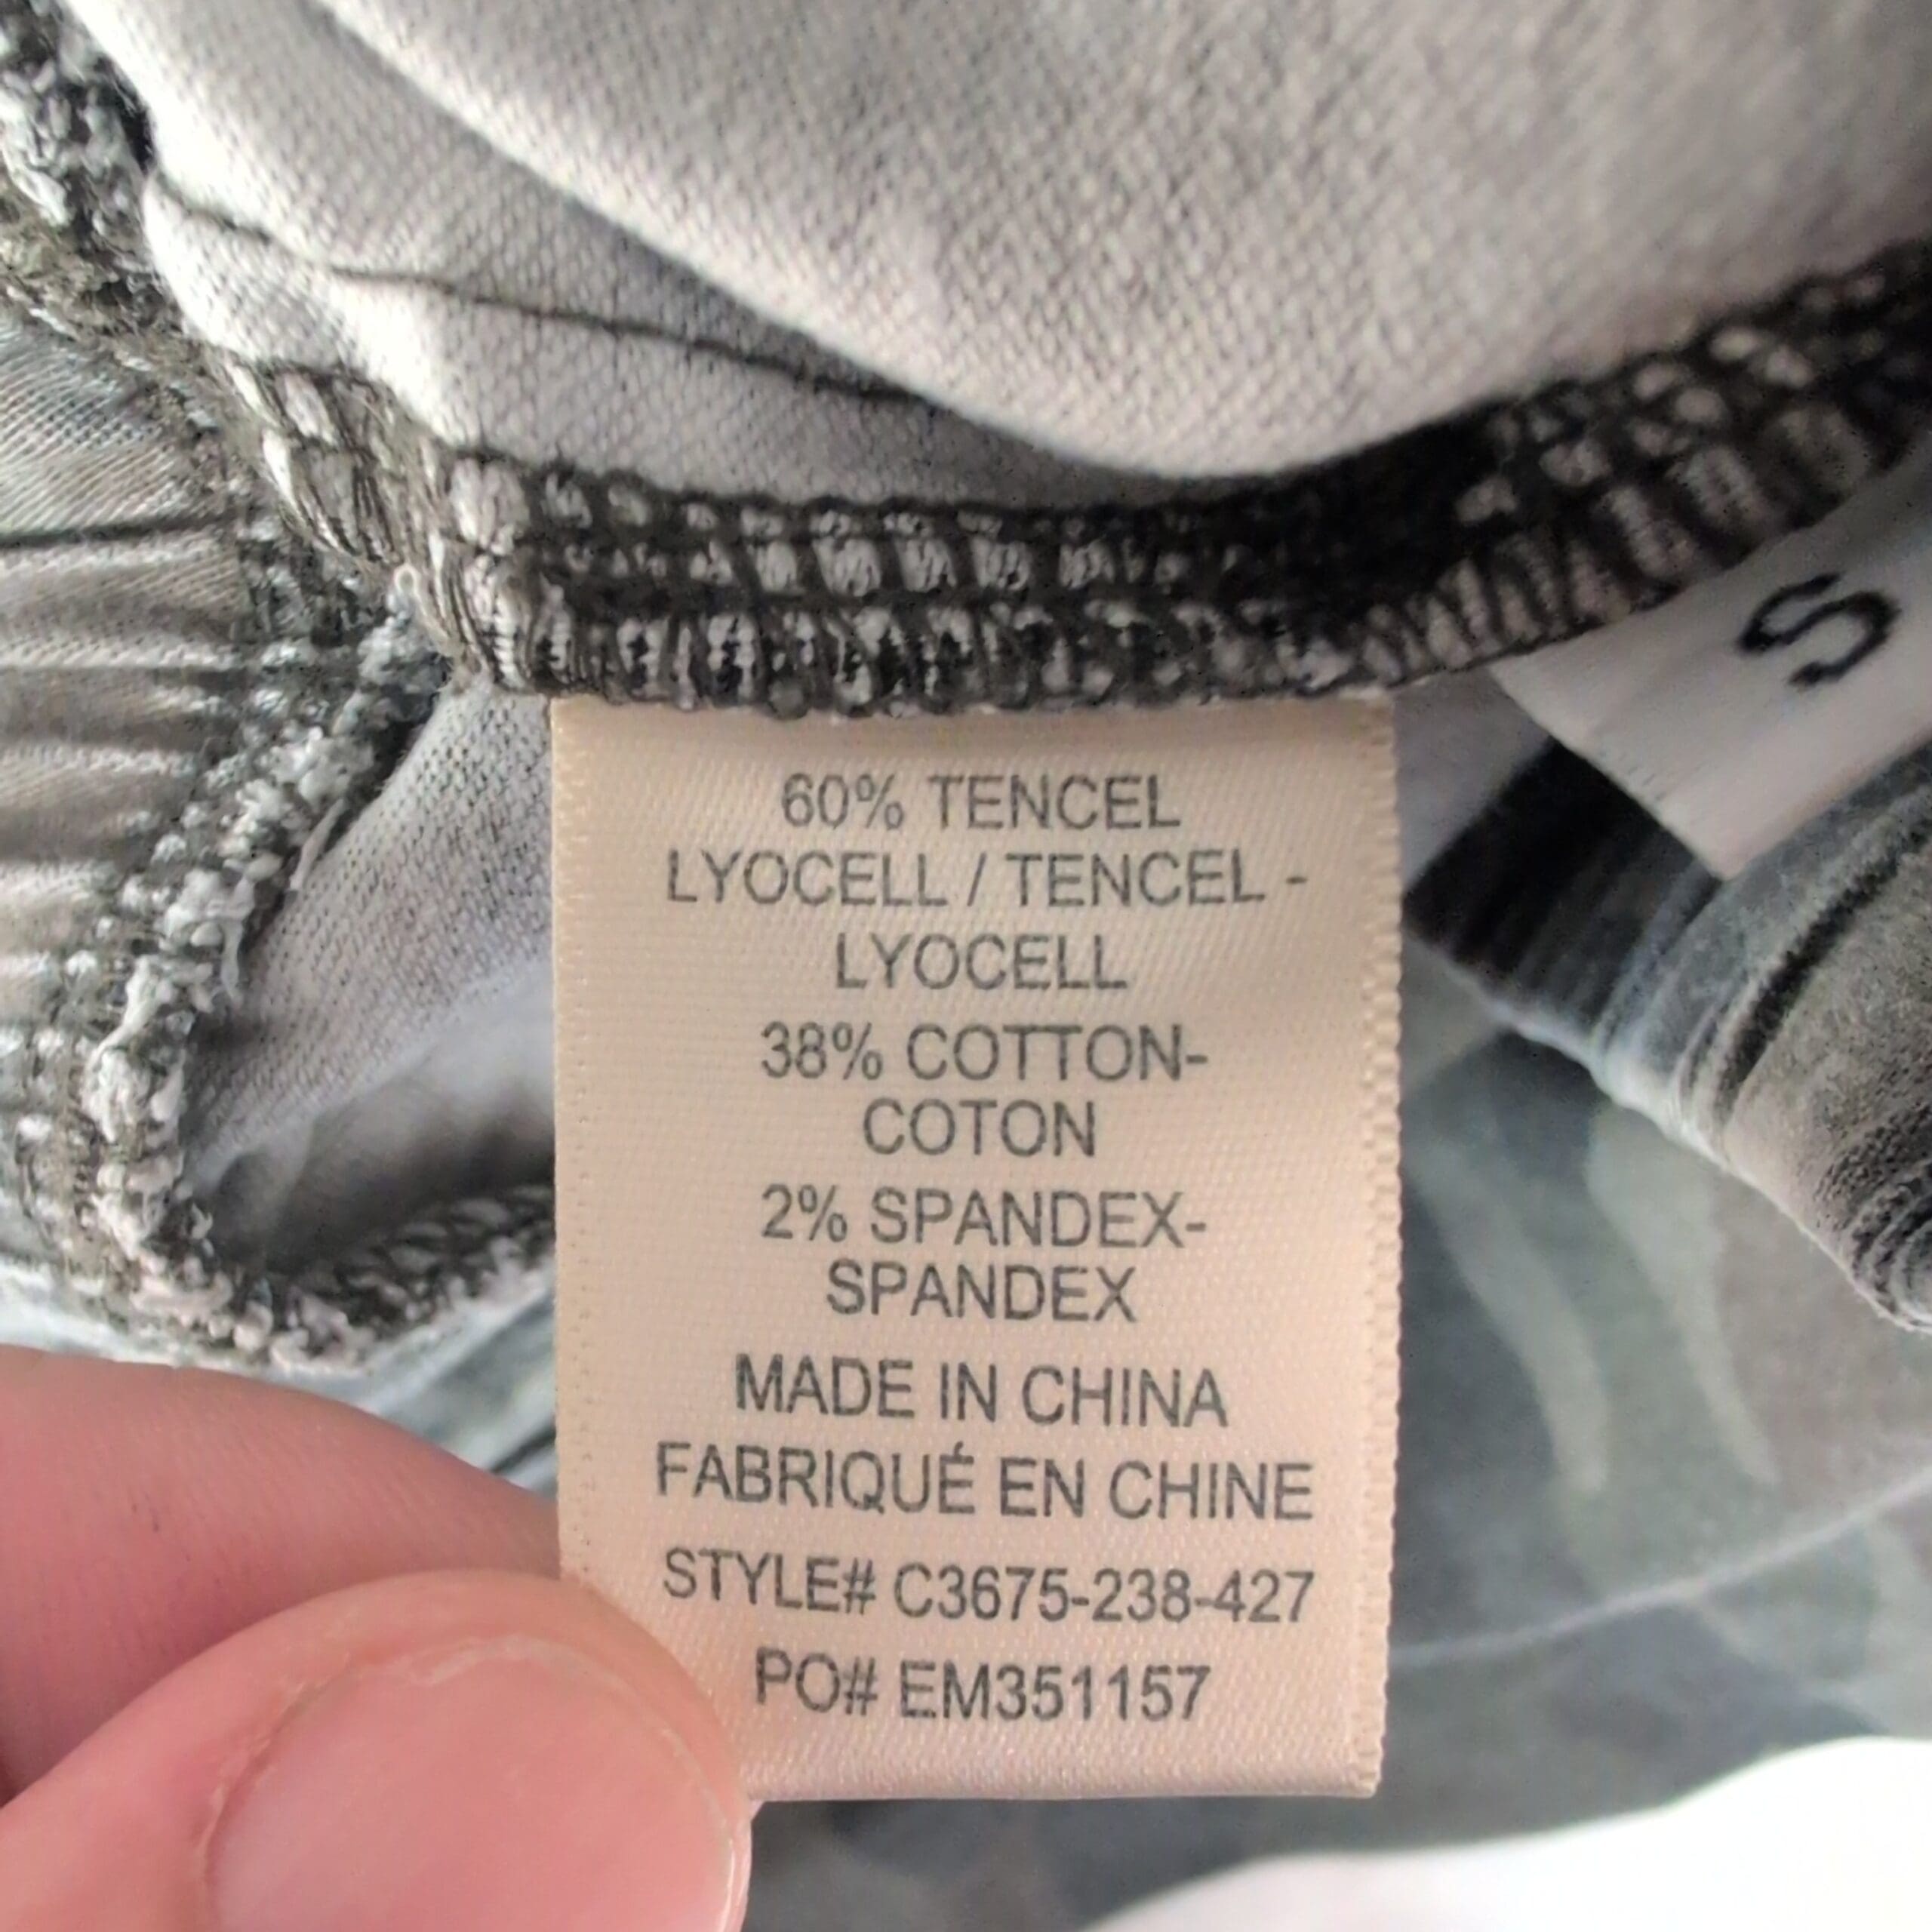 S
60% TENCEL
LYOCELL / TENCEL -
LYOCELL
38% COTTON-
COTON
2% SPANDEX-
SPANDEX
MADE IN CHINA
FABRIQUÉ EN CHINE
STYLE# C3675-238-427
PO# EM351157